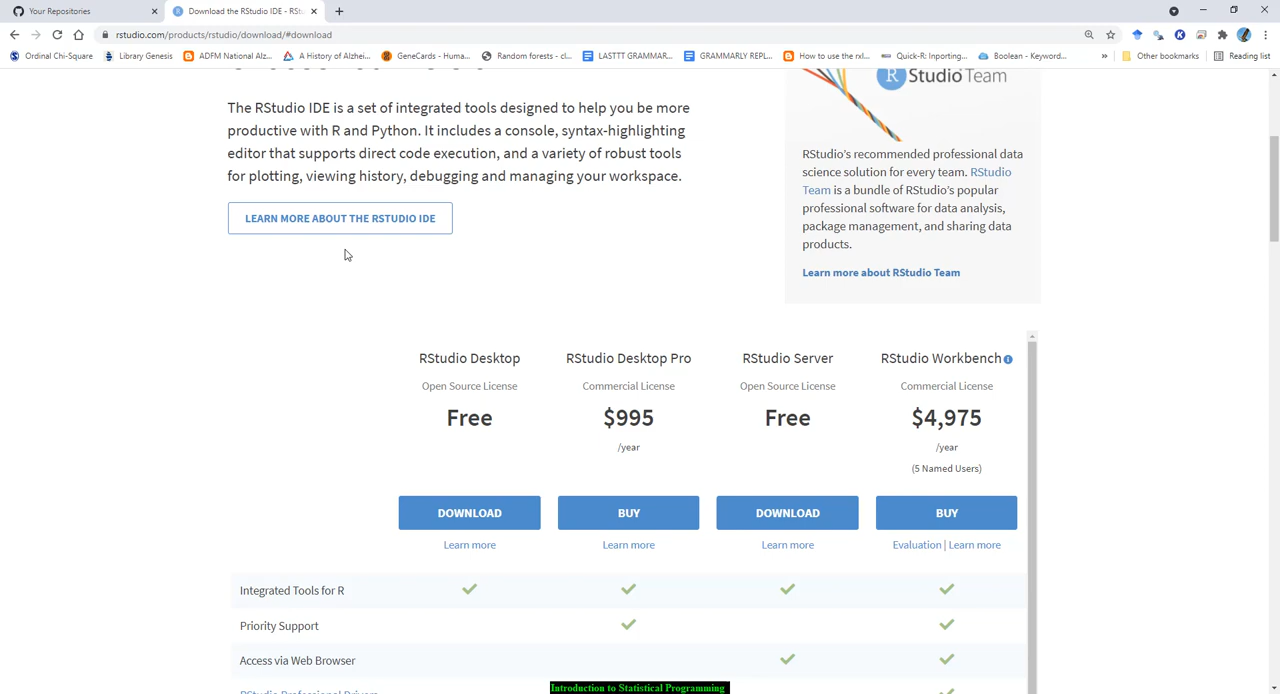 Your Repositories
Download the RStudio IDE - RSt
rstudio.com/products/rstudio/download/#download
Ordinal Chi-Square
Library Genesis
ADFM National Alz...
A History of Alzhei...
GeneCards - Huma...
Random forests - cl...
LASTTT GRAMMAR...
GRAMMARLY REPL...
How to use the rxl...
Quick-R: Inporting...
Boolean - Keyword...
»
Other bookmarks
Reading list
R Studio Team
The RStudio IDE is a set of integrated tools designed to help you be more
productive with R and Python. It includes a console, syntax-highlighting
editor that supports direct code execution, and a variety of robust tools
for plotting, viewing history, debugging and managing your workspace.
LEARN MORE ABOUT THE RSTUDIO IDE
RStudio's recommended professional data
science solution for every team. RStudio
Team is a bundle of RStudio's popular
professional software for data analysis,
package management, and sharing data
products.
Learn more about RStudio Team
RStudio Desktop
RStudio Desktop Pro
RStudio Server
RStudio Workbench
Open Source License
Commercial License
Open Source License
Commercial License
Free
$995
Free
$4,975
/year
/year
(5 Named Users)
DOWNLOAD
BUY
DOWNLOAD
BUY
Learn more
Learn more
Learn more
Evaluation | Learn more
Integrated Tools for R
Priority Support
Access via Web Browser
RStudio Professional Drivers
Introduction to Statistical Programming